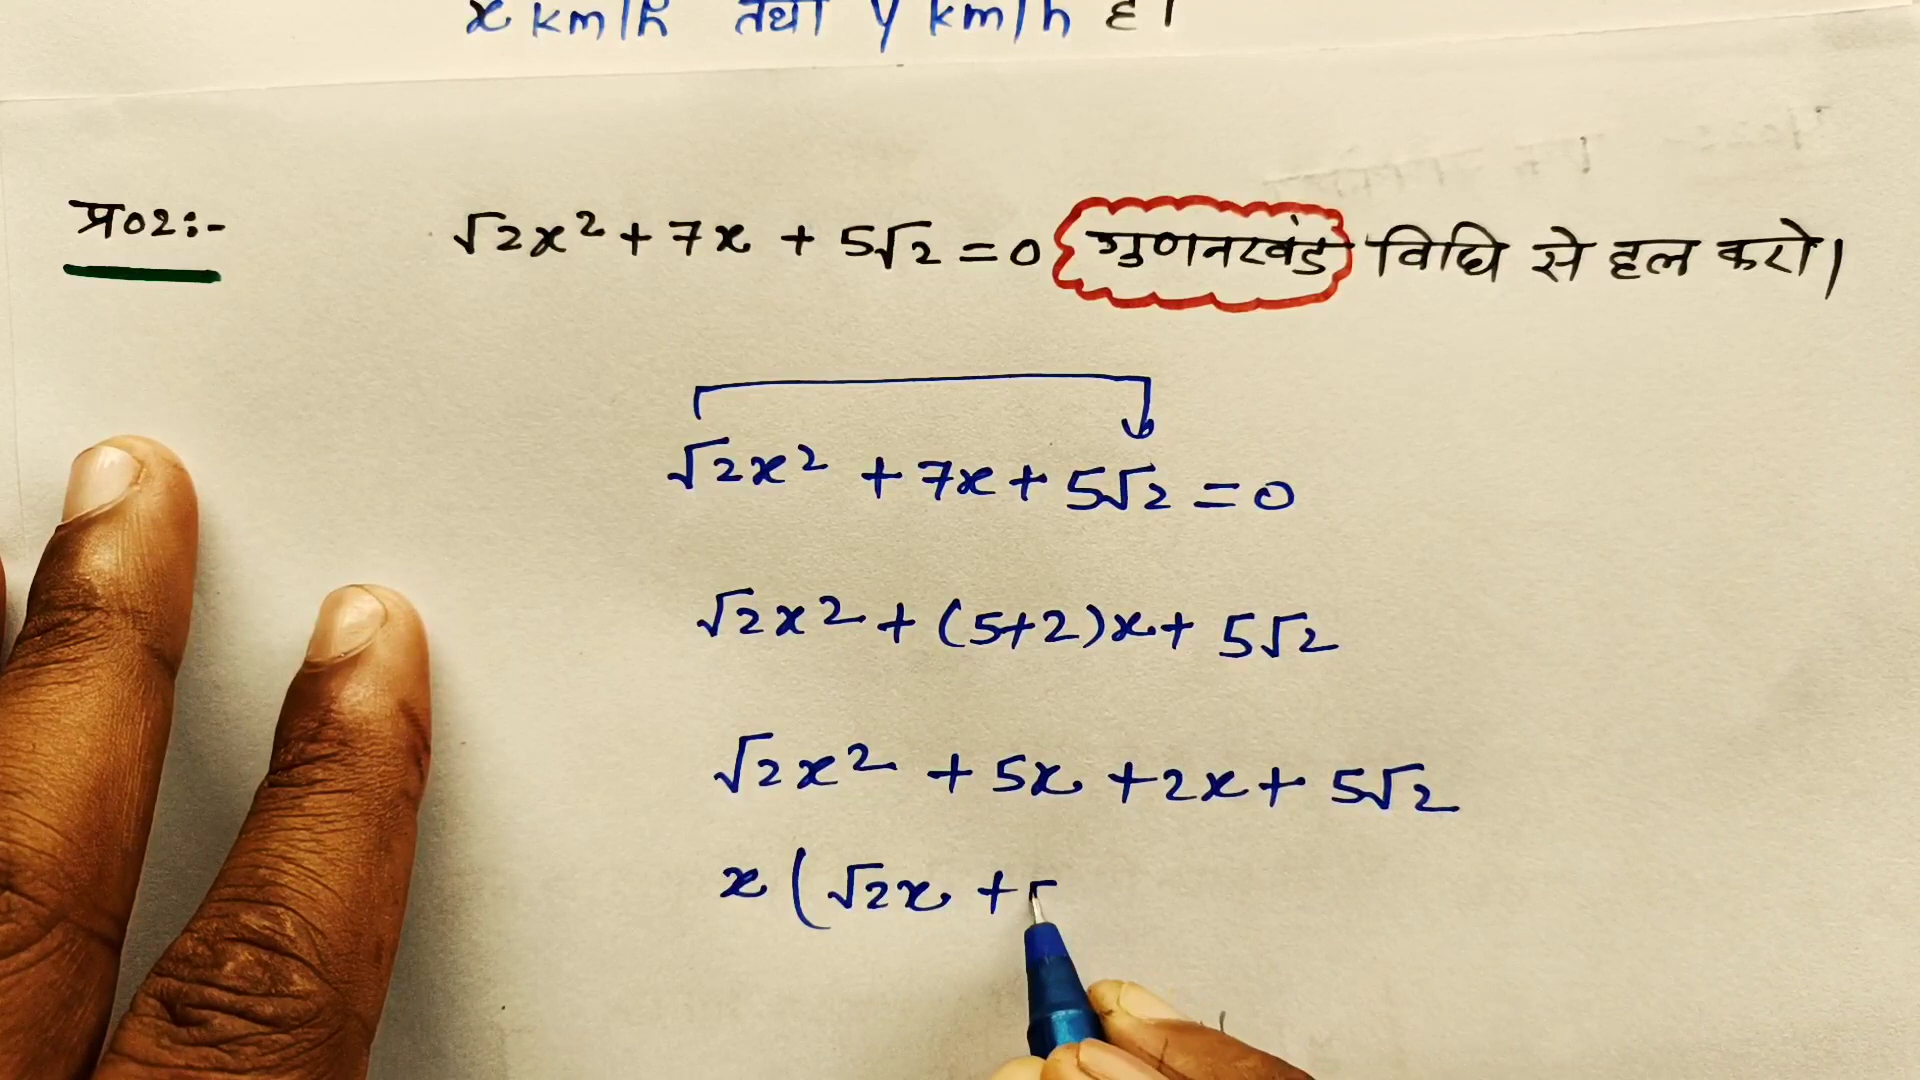 x km/h तथा y km/h है।
प्र०2:- √2x² + 7x + 5√2 = 0 गुणनखंड विधि से हल करो।
√2x² + 7x + 5√2 = 0
√2x² + (5+2)x + 5√2
√2x² + 5x + 2x + 5√2
x (√2x +